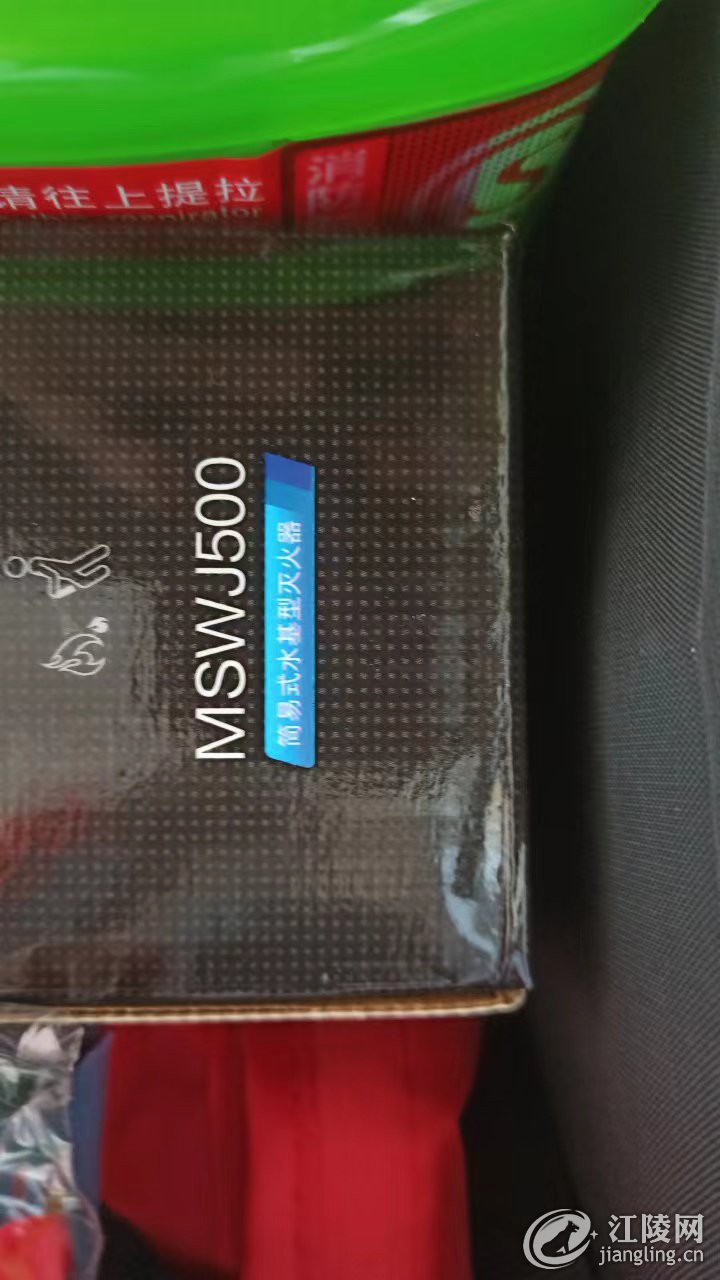 请往上提拉
消防
MSWJ500
简易式水基型灭火器
江陵网
jiangling.cn